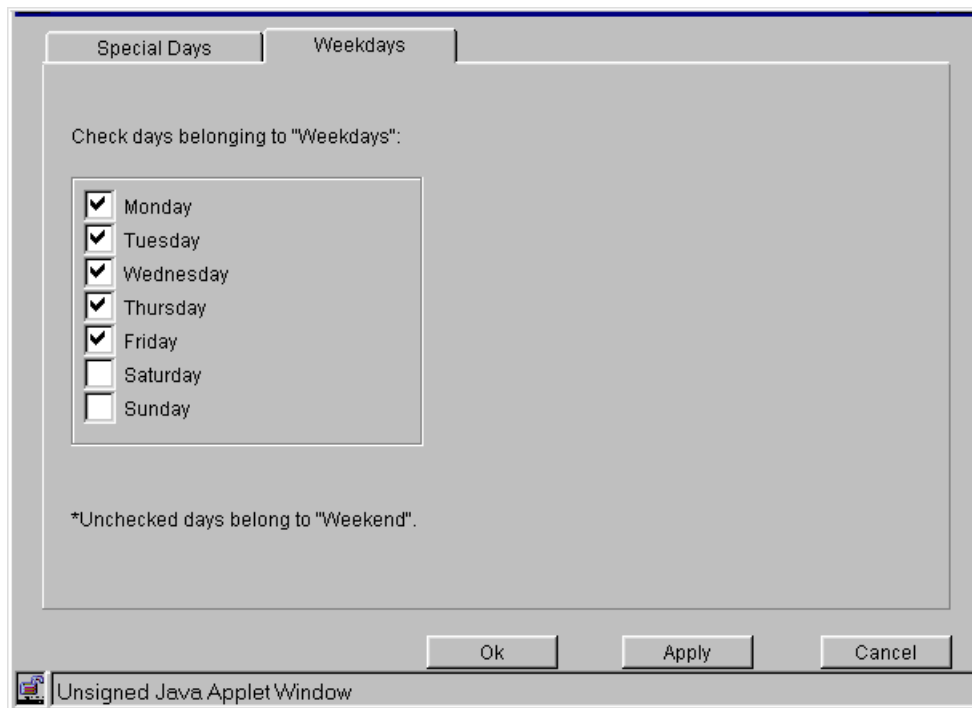 Special Days
Weekdays
Check days belonging to "Weekdays":
Monday
Tuesday
Wednesday
Thursday
Friday
Saturday
Sunday
*Unchecked days belong to "Weekend".
Ok
Apply
Cancel
Unsigned Java Applet Window